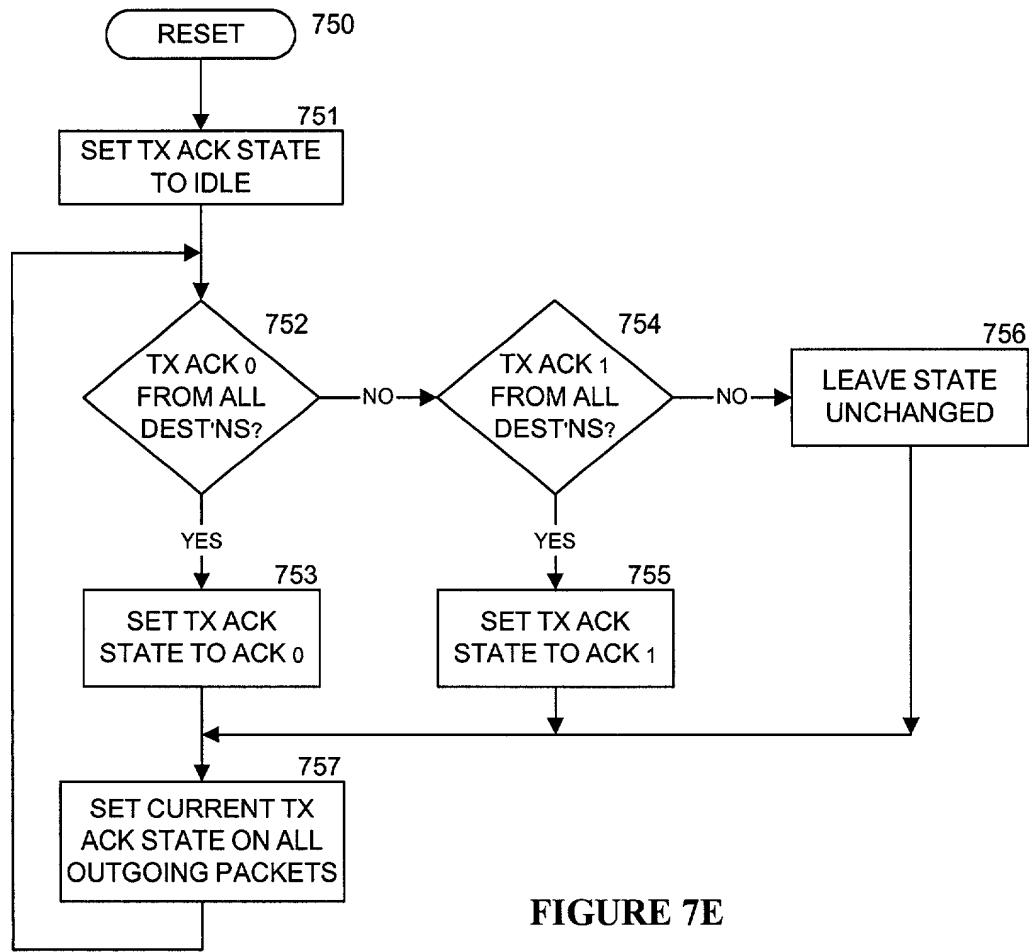 RESET
750
751
SET TX ACK STATE
TO IDLE
752
TX ACK 0
FROM ALL
DEST'NS?
NO
754
TX ACK 1
FROM ALL
DEST'NS?
NO
756
LEAVE STATE
UNCHANGED
YES
753
SET TX ACK
STATE TO ACK 0
YES
755
SET TX ACK
STATE TO ACK 1
757
SET CURRENT TX
ACK STATE ON ALL
OUTGOING PACKETS
FIGURE 7E